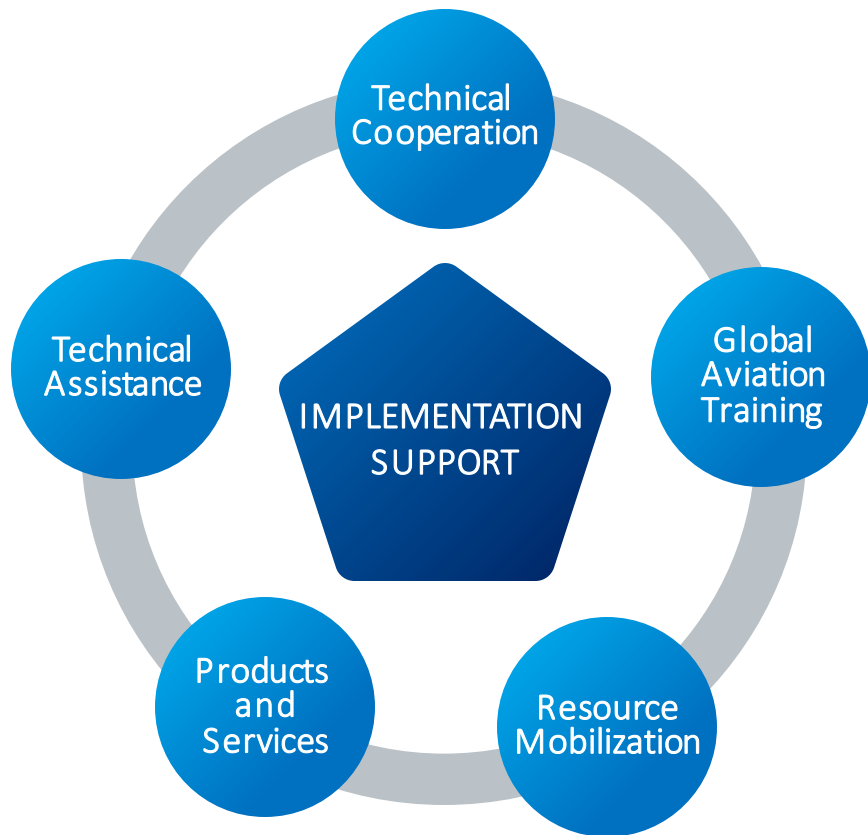 Technical
Cooperation
Global
Aviation
Training
Technical
Assistance
IMPLEMENTATION
SUPPORT
Products
and
Services
Resource
Mobilization